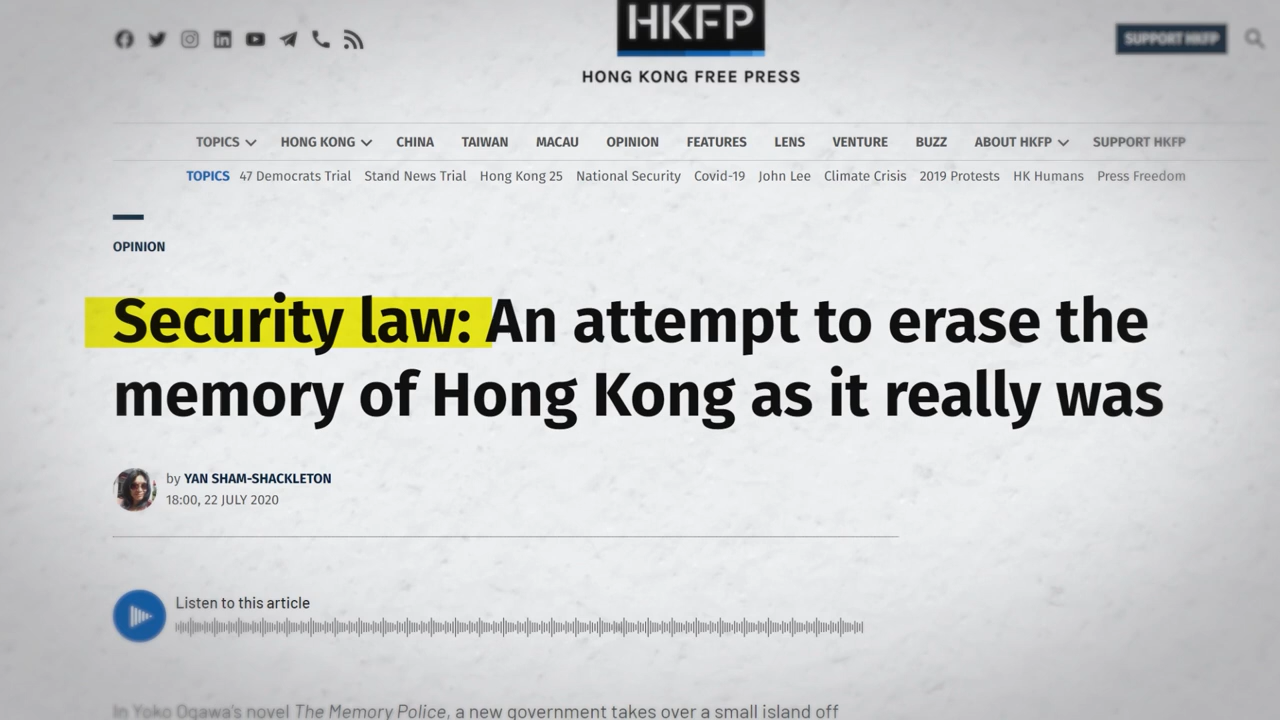 HKFP
SUPPORT HKFP
HONG KONG FREE PRESS
TOPICS HONG KONG CHINA TAIWAN MACAU OPINION FEATURES LENS VENTURE BUZZ ABOUT HKFP SUPPORT HKFP
TOPICS 47 Democrats Trial Stand News Trial Hong Kong 25 National Security Covid-19 John Lee Climate Crisis 2019 Protests HK Humans Press Freedom
OPINION
Security law: An attempt to erase the
memory of Hong Kong as it really was
by YAN SHAM-SHACKLETON
18:00, 22 JULY 2020
Listen to this article
In Yoko Ogawa's novel The Memory Police, a new government takes over a small island off